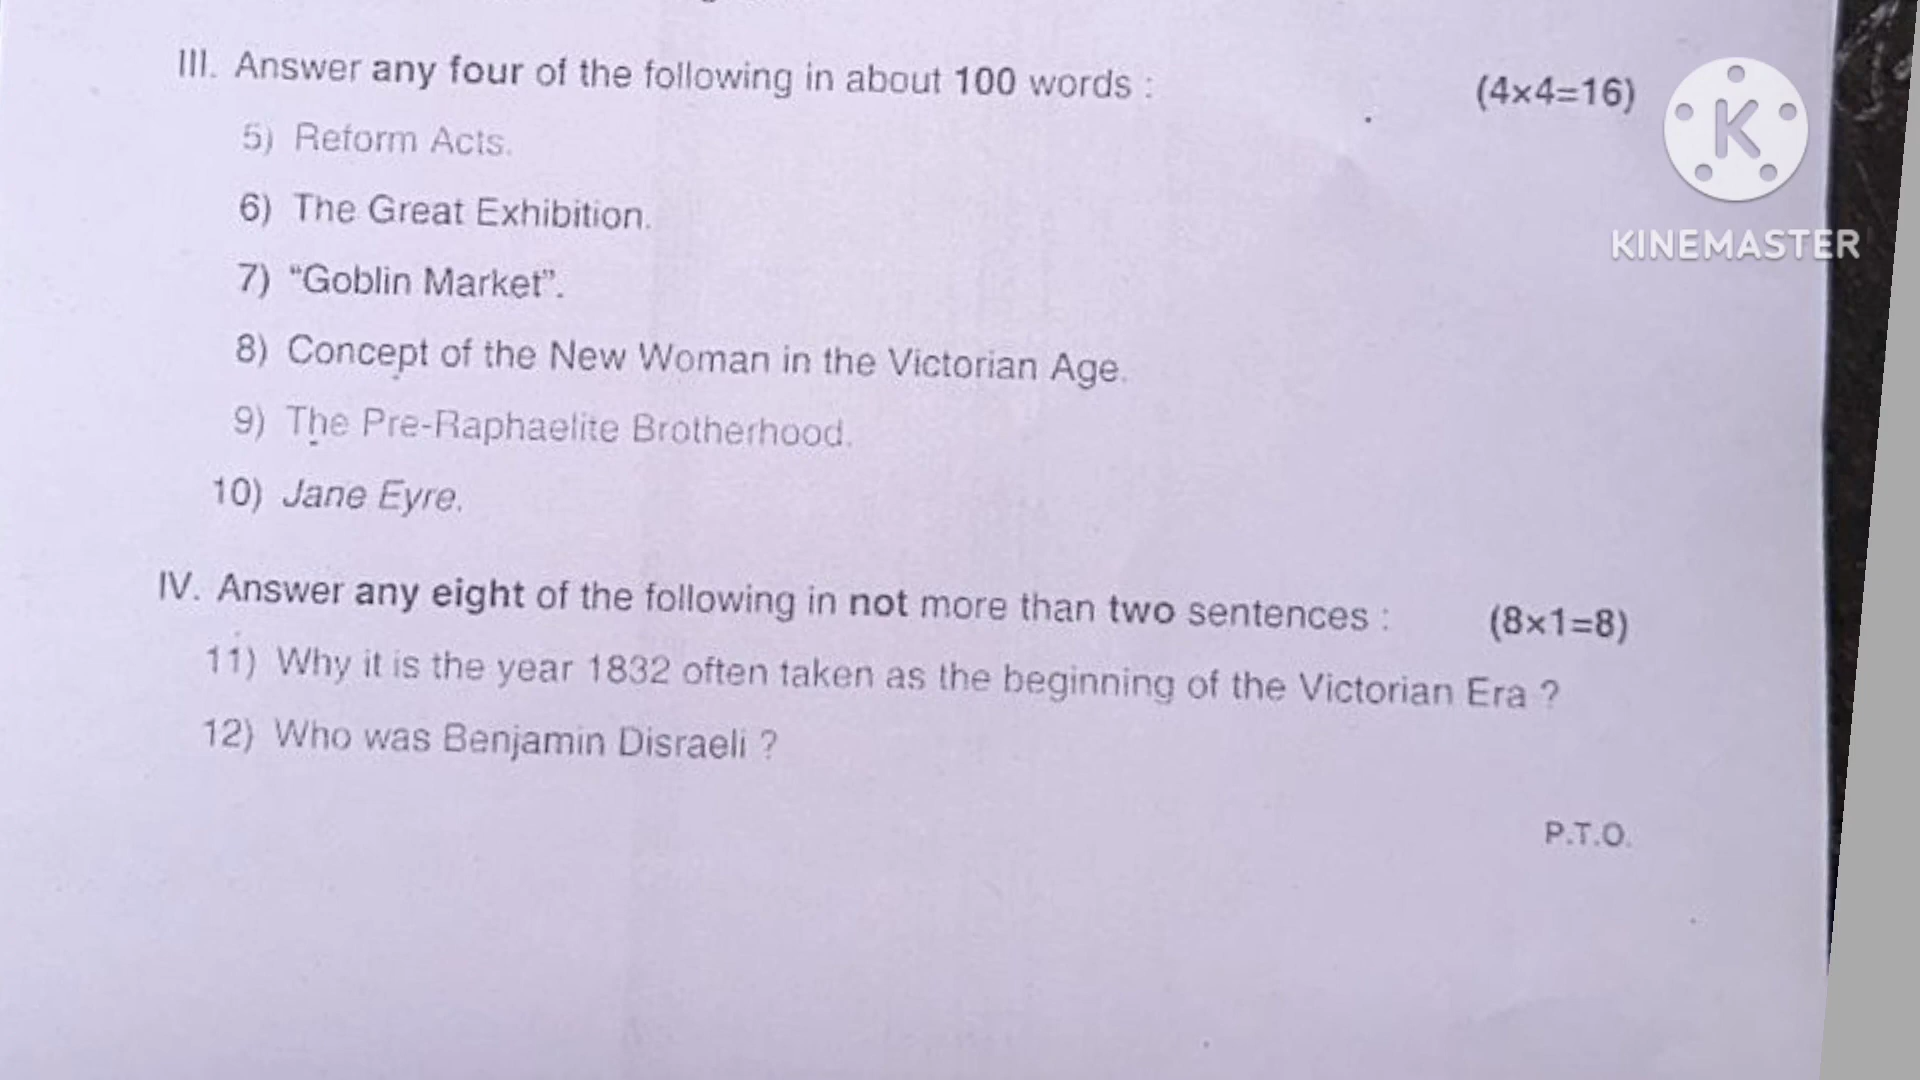 III. Answer any four of the following in about 100 words : (4×4=16)
5) Reform Acts.
6) The Great Exhibition.
7) “Goblin Market”.
8) Concept of the New Woman in the Victorian Age.
9) The Pre-Raphaelite Brotherhood.
10) Jane Eyre.
IV. Answer any eight of the following in not more than two sentences : (8×1=8)
11) Why it is the year 1832 often taken as the beginning of the Victorian Era ?
12) Who was Benjamin Disraeli ?
P.T.O.
K
KINEMASTER